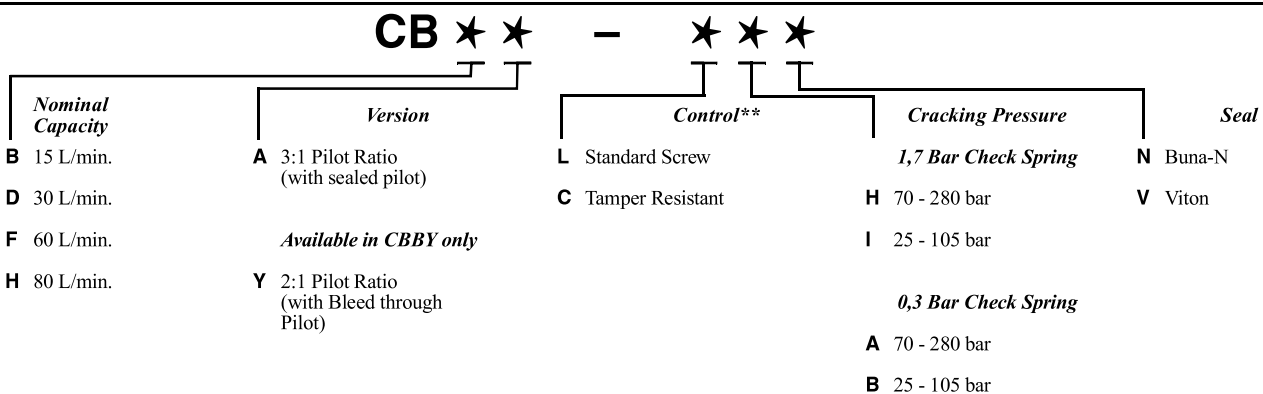 CB ★ ★ – ★ ★ ★
Nominal
Capacity
B 15 L/min.
D 30 L/min.
F 60 L/min.
H 80 L/min.
Version
A 3:1 Pilot Ratio
(with sealed pilot)
Available in CBBY only
Y 2:1 Pilot Ratio
(with Bleed through
Pilot)
Control**
L Standard Screw
C Tamper Resistant
Cracking Pressure
1,7 Bar Check Spring
H 70 - 280 bar
I 25 - 105 bar
0,3 Bar Check Spring
A 70 - 280 bar
B 25 - 105 bar
Seal
N Buna-N
V Viton